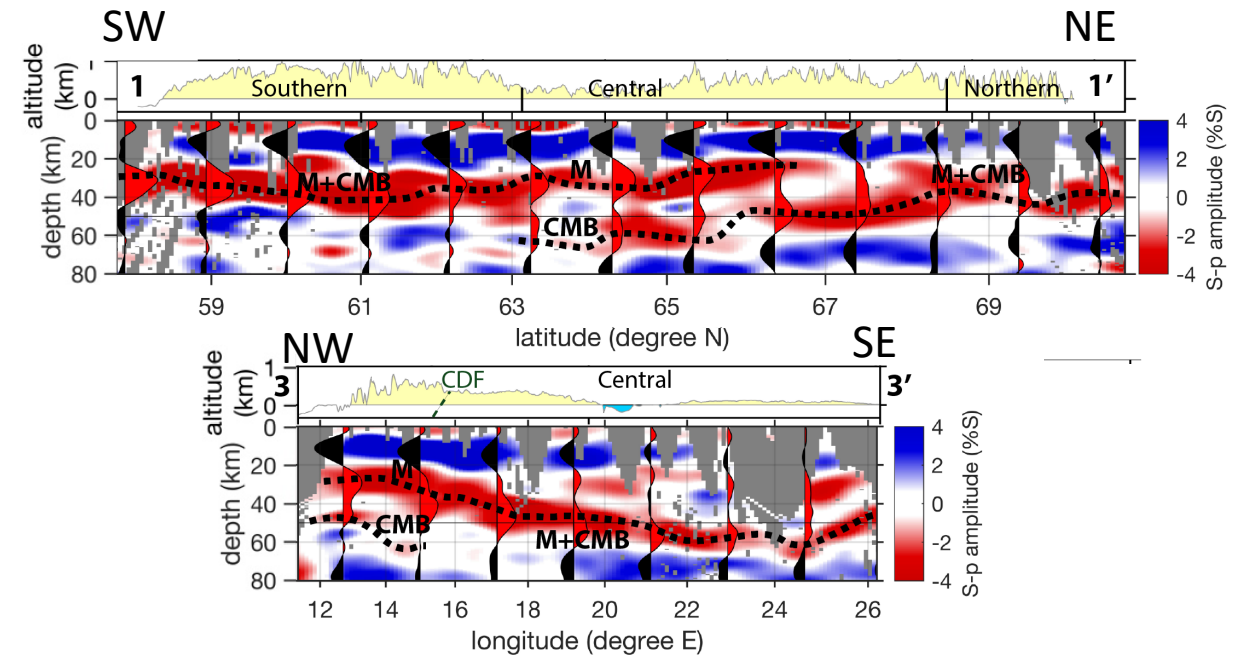 SW
NE
altitude (km)
1
0
1
Southern
Central
Northern
1’
depth (km)
0
20
40
60
80
M+CMB
M
CMB
M+CMB
4
2
0
-2
-4
S-p amplitude (%S)
59
61
63
65
67
69
latitude (degree N)
NW
SE
altitude (km)
1
0
3
CDF
Central
3’
depth (km)
0
20
40
60
80
M
CMB
M+CMB
4
2
0
-2
-4
S-p amplitude (%S)
12
14
16
18
20
22
24
26
longitude (degree E)